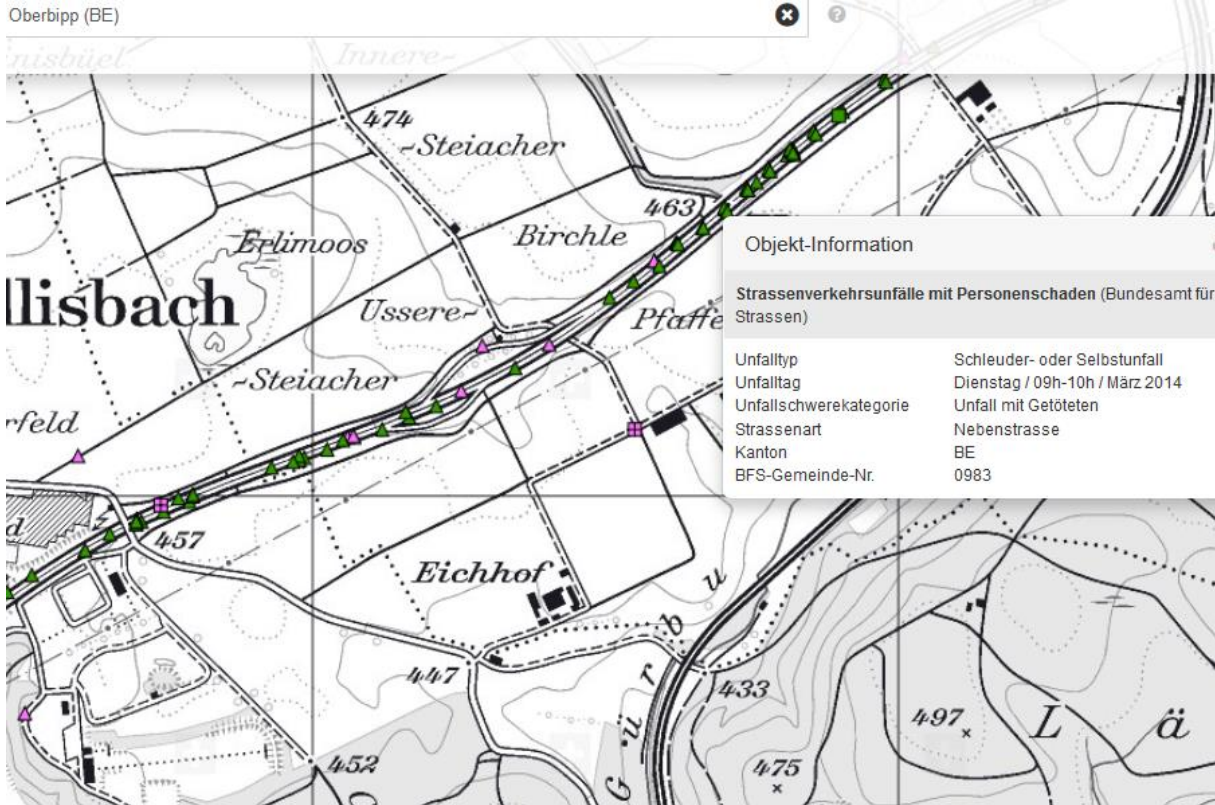 Oberbipp (BE)
nisbüel
Innere-
474
-Steiacher
463
Birchle
Erlimoos
llisbach
Ussere-
Pfaffe
-Steiacher
rfeld
d
457
Eichhof
Gürbu
447
433
497
L ä
452
475
Objekt-Information
Strassenverkehrsunfälle mit Personenschaden (Bundesamt für
Strassen)
Unfalltyp Schleuder- oder Selbstunfall
Unfalltag Dienstag / 09h-10h / März 2014
Unfallschwerekategorie Unfall mit Getöteten
Strassenart Nebenstrasse
Kanton BE
BFS-Gemeinde-Nr. 0983